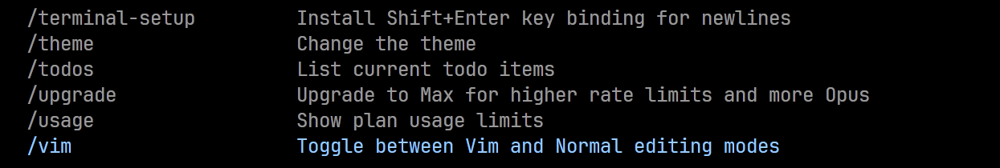 /terminal-setup Install Shift+Enter key binding for newlines
/theme Change the theme
/todos List current todo items
/upgrade Upgrade to Max for higher rate limits and more Opus
/usage Show plan usage limits
/vim Toggle between Vim and Normal editing modes